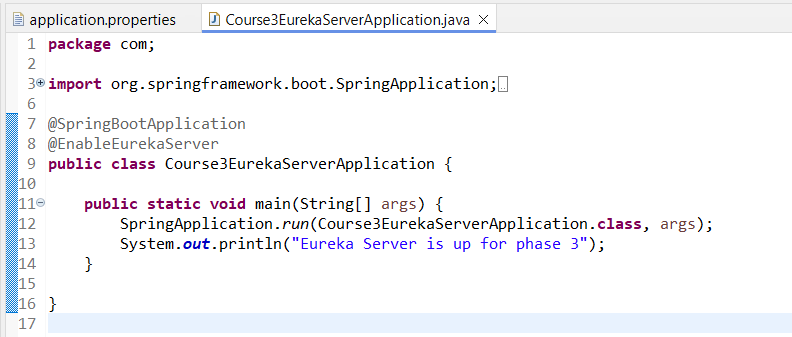 application.properties
Course3EurekaServerApplication.java
1 package com;
2
3 import org.springframework.boot.SpringApplication;
6
7 @SpringBootApplication
8 @EnableEurekaServer
9 public class Course3EurekaServerApplication {
10
11     public static void main(String[] args) {
12         SpringApplication.run(Course3EurekaServerApplication.class, args);
13         System.out.println("Eureka Server is up for phase 3");
14     }
15
16 }
17